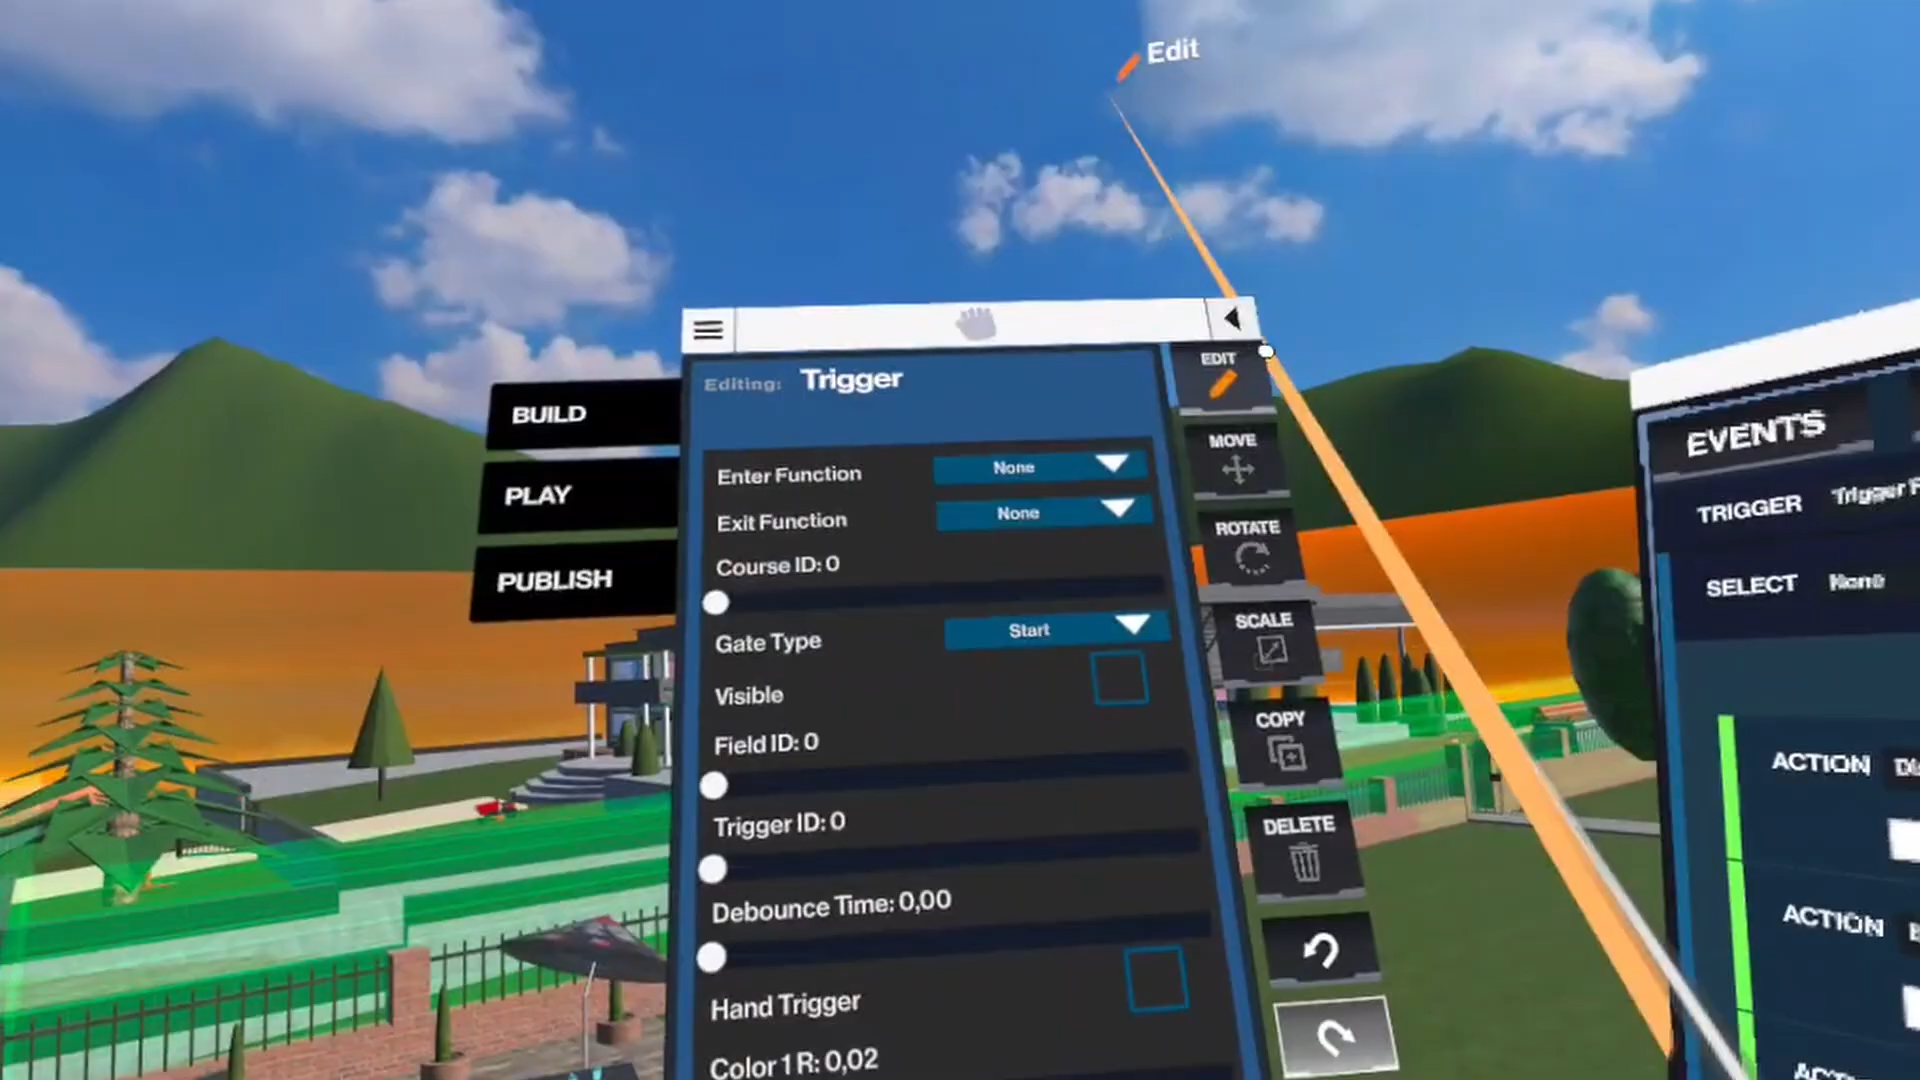 Edit
EDIT
Editing: Trigger
BUILD
MOVE
EVENTS
Enter Function None
PLAY
TRIGGER Trigger
Exit Function None
ROTATE
Course ID: 0
PUBLISH
SELECT None
SCALE
Gate Type Start
Visible
COPY
Field ID: 0
ACTION
Trigger ID: 0
DELETE
Debounce Time: 0,00
ACTION
Hand Trigger
Color 1 R: 0,02